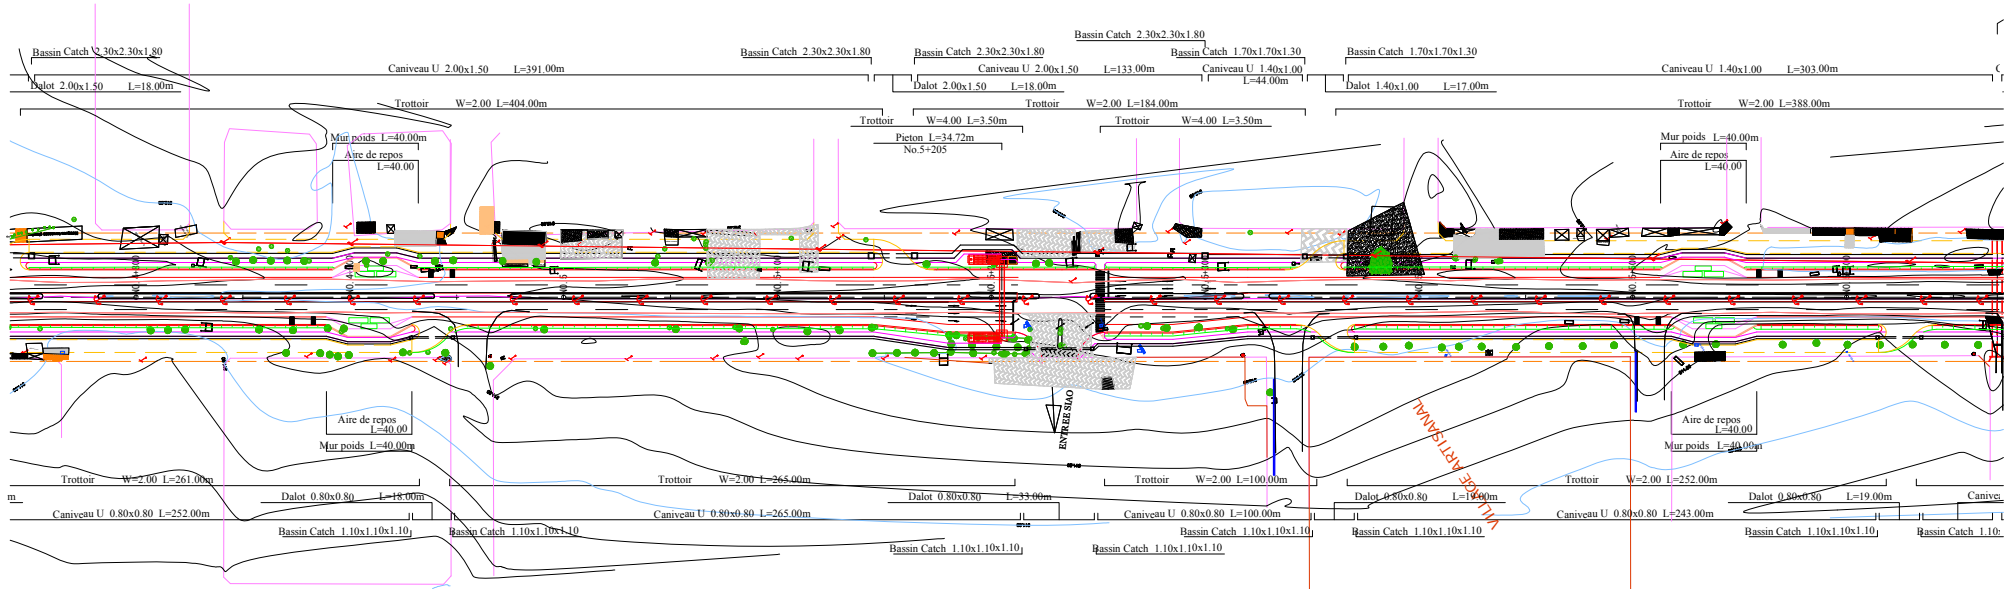 Bassin Catch 2.30x2.30x1.80
Bassin Catch 2.30x2.30x1.80
Bassin Catch 2.30x2.30x1.80
Bassin Catch 2.30x2.30x1.80
Bassin Catch 1.70x1.70x1.30
Bassin Catch 1.70x1.70x1.30
Caniveau U 2.00x1.50 L=391.00m
Caniveau U 2.00x1.50 L=133.00m
Caniveau U 1.40x1.00
L=44.00m
Caniveau U 1.40x1.00 L=303.00m
Dalot 2.00x1.50 L=18.00m
Dalot 2.00x1.50 L=18.00m
Dalot 1.40x1.00 L=17.00m
Trottoir W=2.00 L=404.00m
Trottoir W=2.00 L=184.00m
Trottoir W=2.00 L=388.00m
Trottoir W=4.00 L=3.50m
Trottoir W=4.00 L=3.50m
Mur poids L=40.00m
Pieton L=34.72m
No.5+205
Mur poids L=40.00m
Aire de repos
L=40.00
Aire de repos
L=40.00
ENTREE SIAO
VILLAGE ARTISANAL
Aire de repos
L=40.00
Mur poids L=40.00m
Aire de repos
L=40.00
Mur poids L=40.00m
Trottoir W=2.00 L=261.00m
Trottoir W=2.00 L=265.00m
Trottoir W=2.00 L=100.00m
Trottoir W=2.00 L=252.00m
Dalot 0.80x0.80 L=18.00m
Dalot 0.80x0.80 L=33.00m
Dalot 0.80x0.80 L=19.00m
Dalot 0.80x0.80 L=19.00m
Caniveau U 0.80x0.80 L=252.00m
Caniveau U 0.80x0.80 L=265.00m
Caniveau U 0.80x0.80 L=100.00m
Caniveau U 0.80x0.80 L=243.00m
Bassin Catch 1.10x1.10x1.10
Bassin Catch 1.10x1.10x1.10
Bassin Catch 1.10x1.10x1.10
Bassin Catch 1.10x1.10x1.10
Bassin Catch 1.10x1.10x1.10
Bassin Catch 1.10x1.10x1.10
Bassin Catch 1.10x1.10x1.10
Bassin Catch 1.10